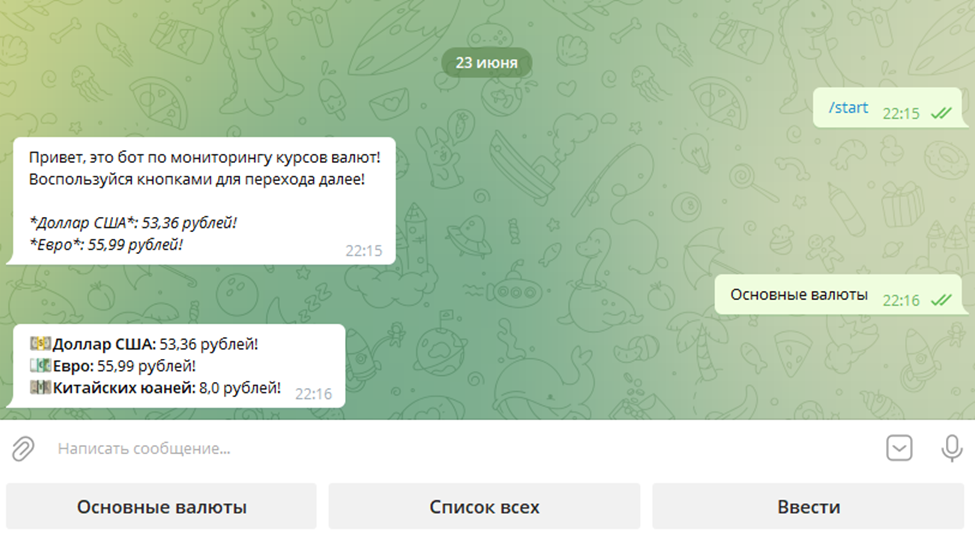 23 июня
/start 22:15
Привет, это бот по мониторингу курсов валют!
Воспользуйся кнопками для перехода далее!
*Доллар США*: 53,36 рублей!
*Евро*: 55,99 рублей!
22:15
Основные валюты 22:16
Доллар США: 53,36 рублей!
Евро: 55,99 рублей!
Китайских юаней: 8,0 рублей! 22:16
Написать сообщение...
Основные валюты
Список всех
Ввести